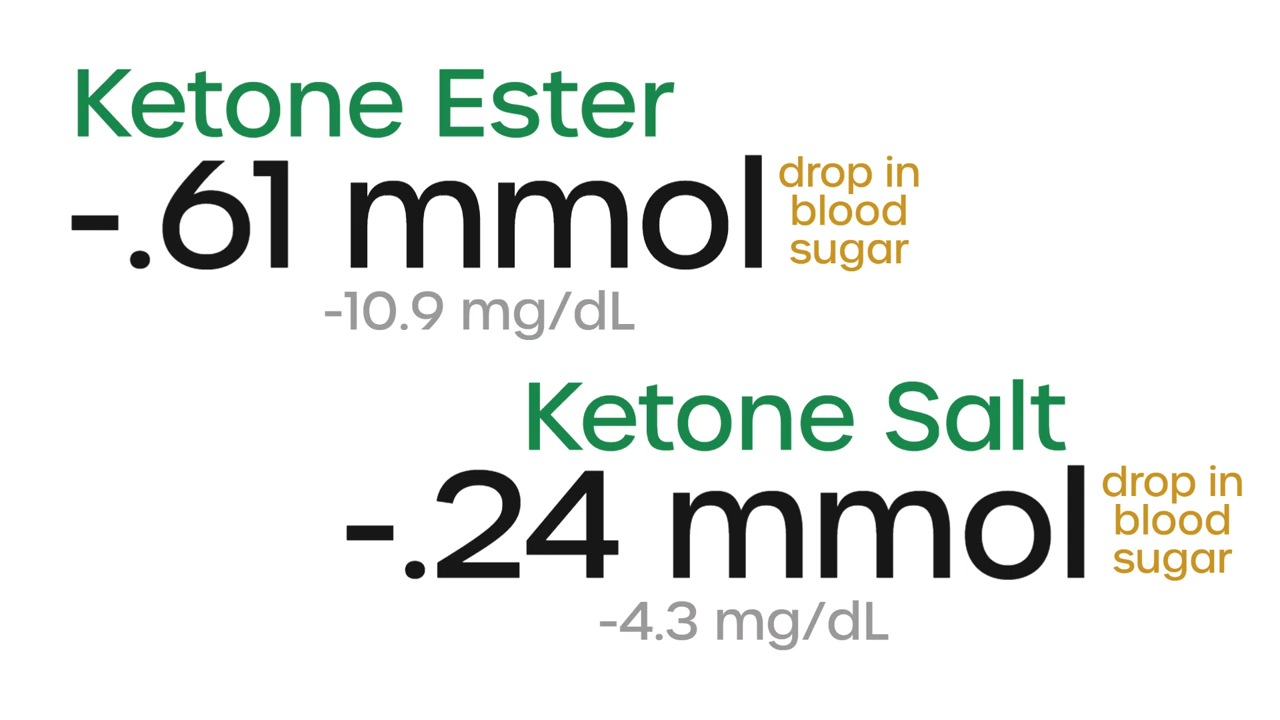 Ketone Ester
-.61 mmol
drop in
blood
sugar
-10.9 mg/dL
Ketone Salt
-.24 mmol
drop in
blood
sugar
-4.3 mg/dL